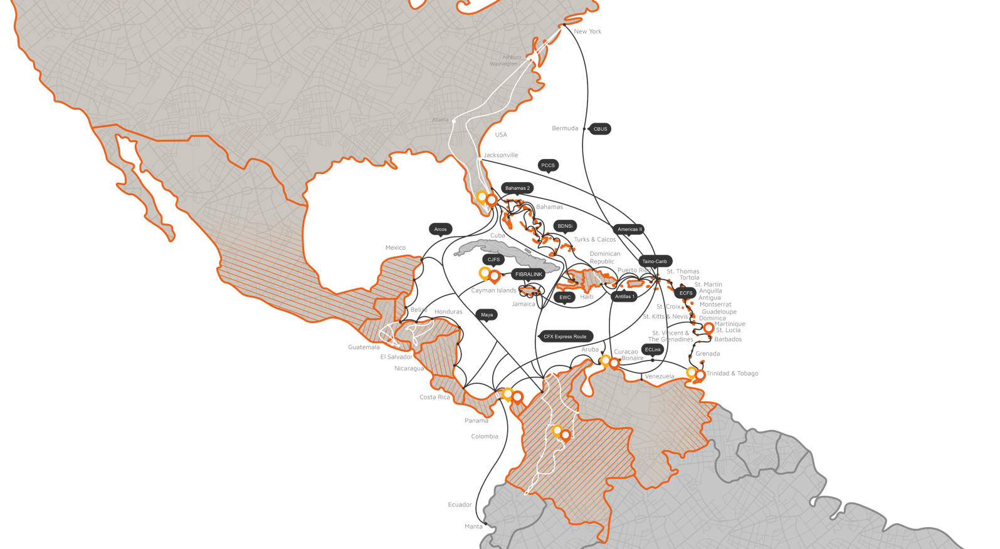 New York
Ashburn
Washington
Atlanta
Bermuda
CBUS
USA
Jacksonville
PCCS
Bahamas 2
Bahamas
Arcos
BDNSi
Americas II
Cuba
Turks & Caicos
Mexico
Dominican
Republic
CJFS
Taino-Carib
FIBRALINK
Puerto Rico
St. Thomas
Tortola
St. Martin
Cayman Islands
Anguilla
ECFS
EWC
Haiti
Antillas 1
Antigua
Jamaica
St. Croix
Montserrat
Belize
Honduras
Maya
Guadeloupe
St. Kitts & Nevis
Dominica
Martinique
St. Lucia
St. Vincent &
The Grenadines
CFX Express Route
Barbados
Guatemala
Aruba
Curaçao
ECLink
Grenada
El Salvador
Bonaire
Nicaragua
Venezuela
Trinidad & Tobago
Costa Rica
Panama
Colombia
Ecuador
Manta